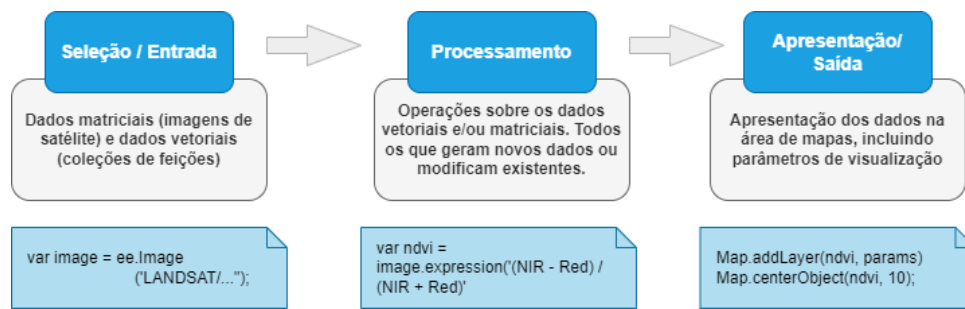 Seleção / Entrada
Dados matriciais (imagens de
satélite) e dados vetoriais
(coleções de feições)
var image = ee.Image
('LANDSAT/...");
Processamento
Operações sobre os dados
vetoriais e/ou matriciais. Todos
os que geram novos dados ou
modificam existentes.
var ndvi =
image.expression('(NIR - Red) /
(NIR + Red)'
Apresentação/
Saída
Apresentação dos dados na
área de mapas, incluindo
parâmetros de visualização
Map.addLayer(ndvi, params)
Map.centerObject(ndvi, 10);